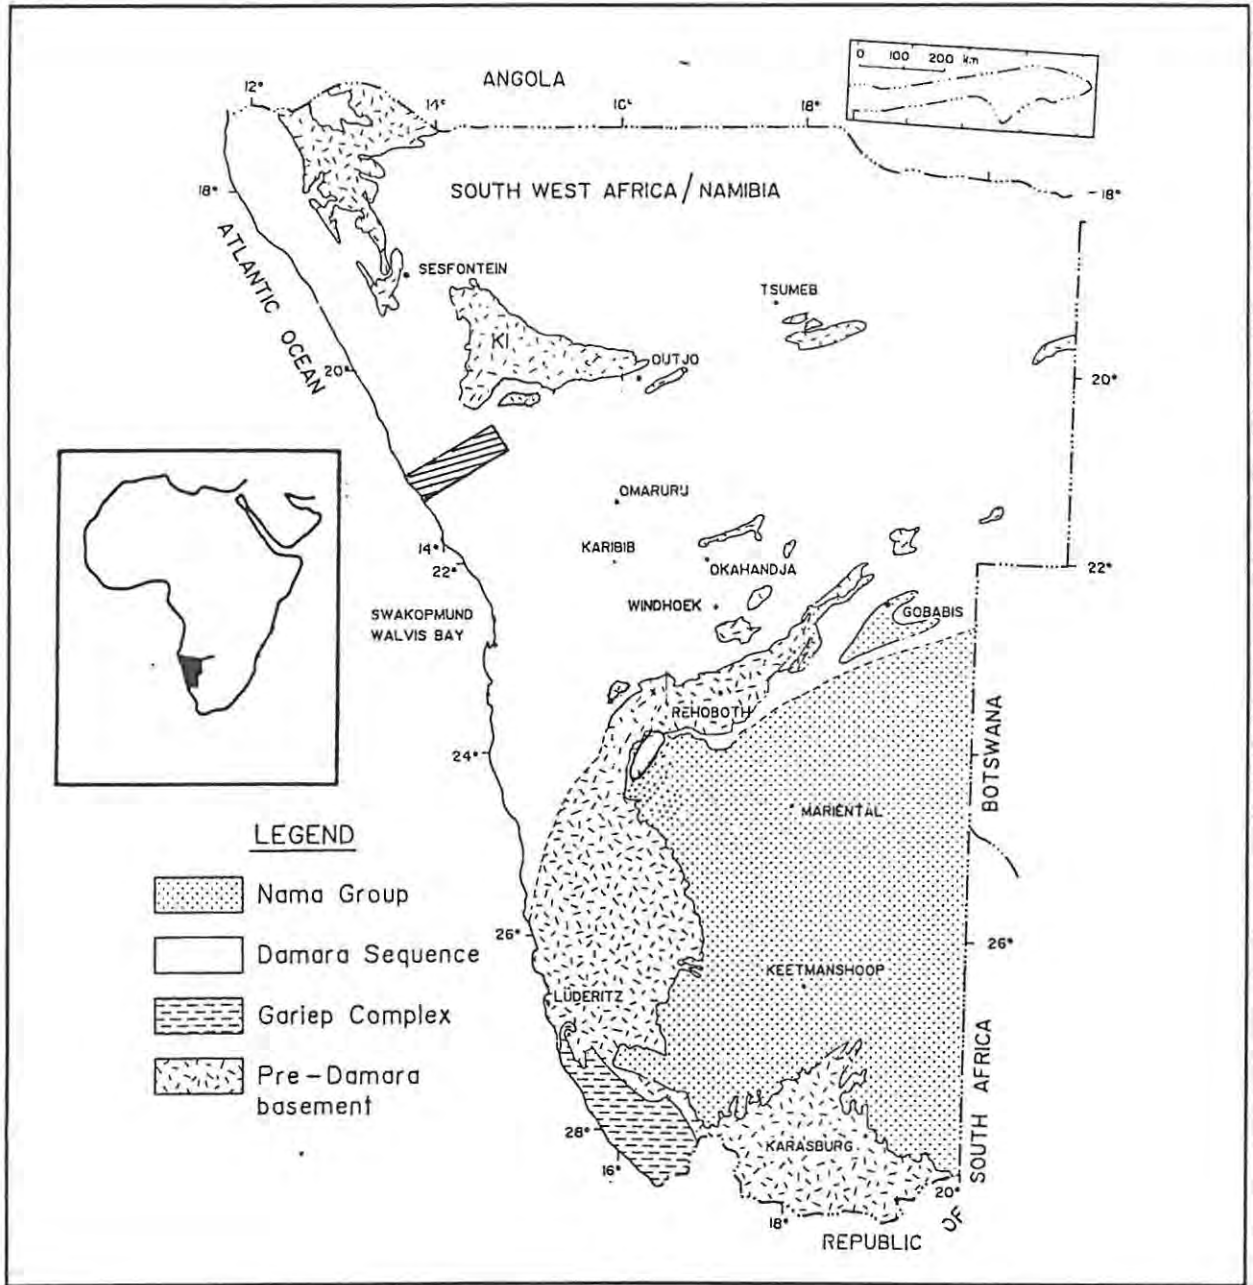 0 100 200 km
ANGOLA
12°
14°
16°
18°
18°
SOUTH WEST AFRICA / NAMIBIA
18°
ATLANTIC OCEAN
SESFONTEIN
TSUMEB
KI
OUTJO
20°
20°
OMARURU
14°
KARIBIB
OKAHANDJA
22°
22°
SWAKOPMUND
WALVIS BAY
WINDHOEK
GOBABIS
REHOBOTH
24°
BOTSWANA
MARIENTAL
LEGEND
Nama Group
Damara Sequence
Gariep Complex
Pre-Damara
basement
26°
26°
KEETMANSHOOP
LÜDERITZ
28°
16°
KARASBURG
18°
20°
REPUBLIC OF SOUTH AFRICA